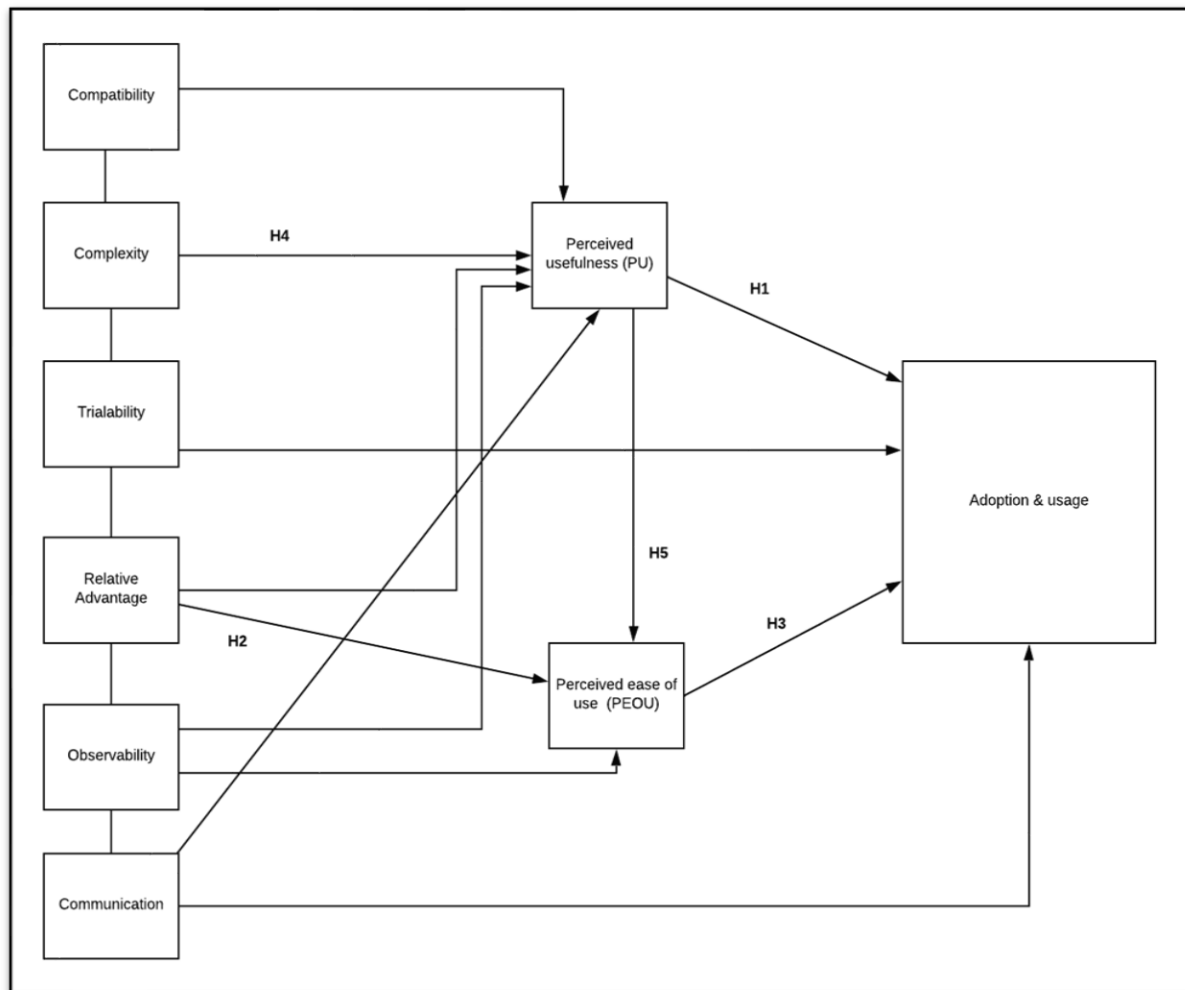 Compatibility
H4
Complexity
Perceived
usefulness (PU)
H1
Trialability
Adoption & usage
H5
Relative
Advantage
H2
H3
Perceived ease of
use  (PEOU)
Observability
Communication